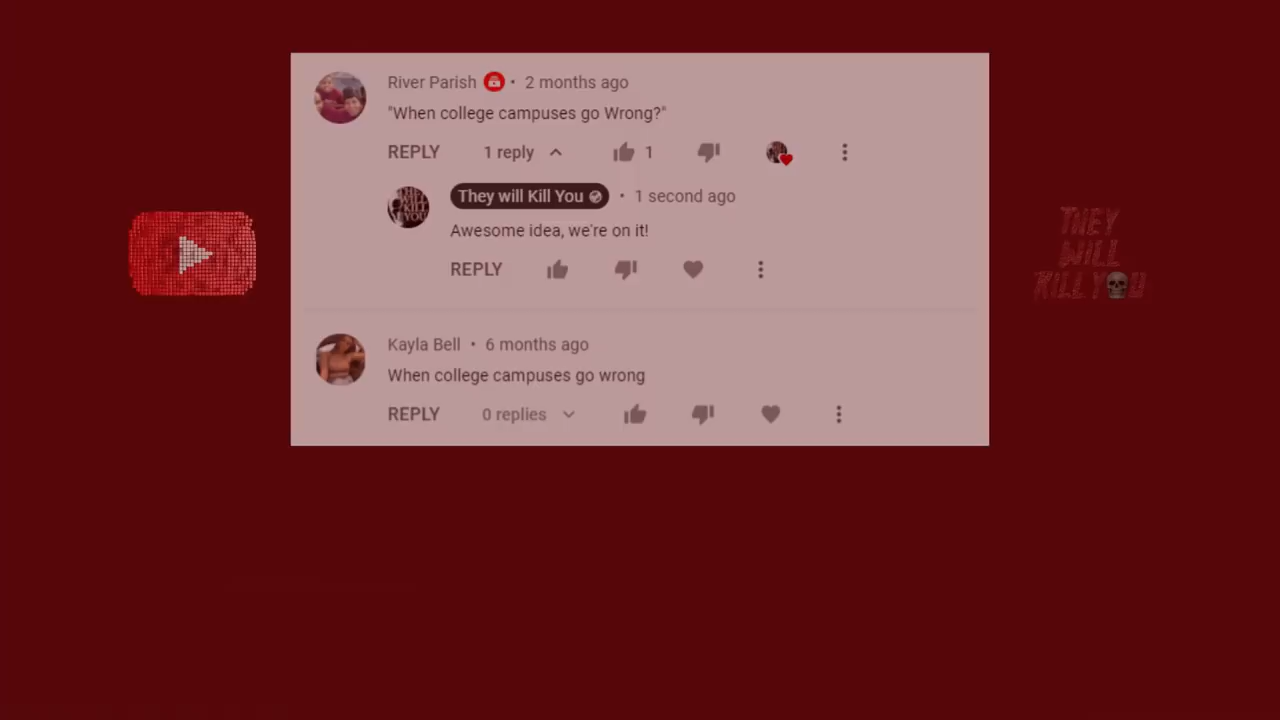 River Parish • 2 months ago
"When college campuses go Wrong?"
REPLY 1 reply 1
They will Kill You • 1 second ago
Awesome idea, we're on it!
REPLY
Kayla Bell • 6 months ago
When college campuses go wrong
REPLY 0 replies
THEY
WILL
KILL YOU